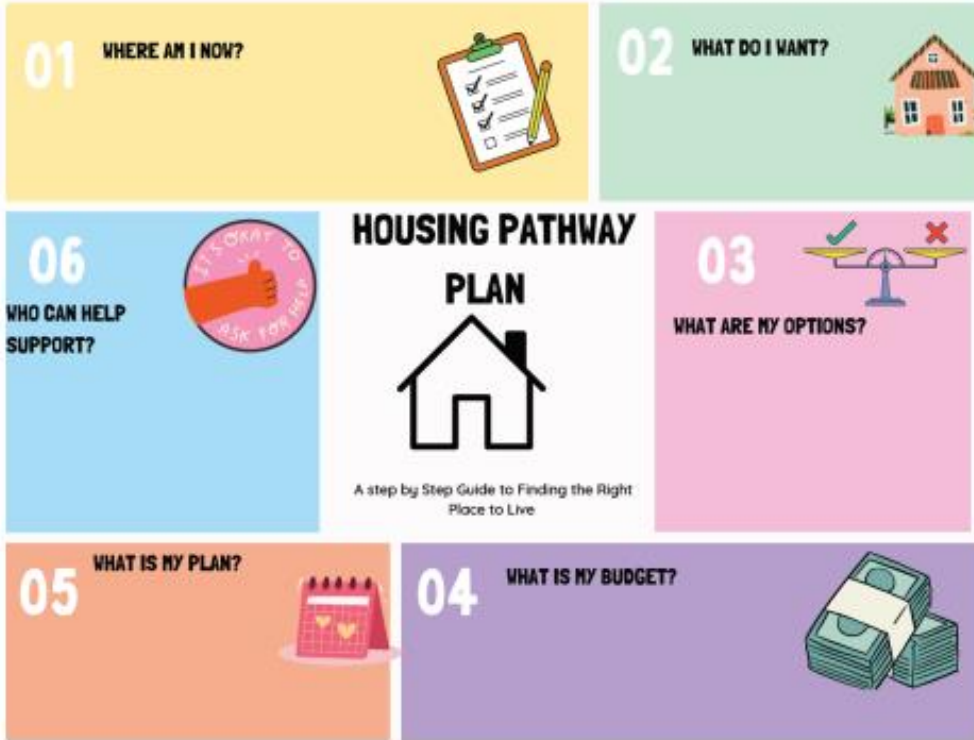 01
WHERE AM I NOW?
02
WHAT DO I WANT?
HOUSING PATHWAY
PLAN
A step by Step Guide to Finding the Right
Place to Live
03
WHAT ARE MY OPTIONS?
04
WHAT IS MY BUDGET?
05
WHAT IS MY PLAN?
06
WHO CAN HELP
SUPPORT?
IT'S OKAY TO
ASK FOR HELP